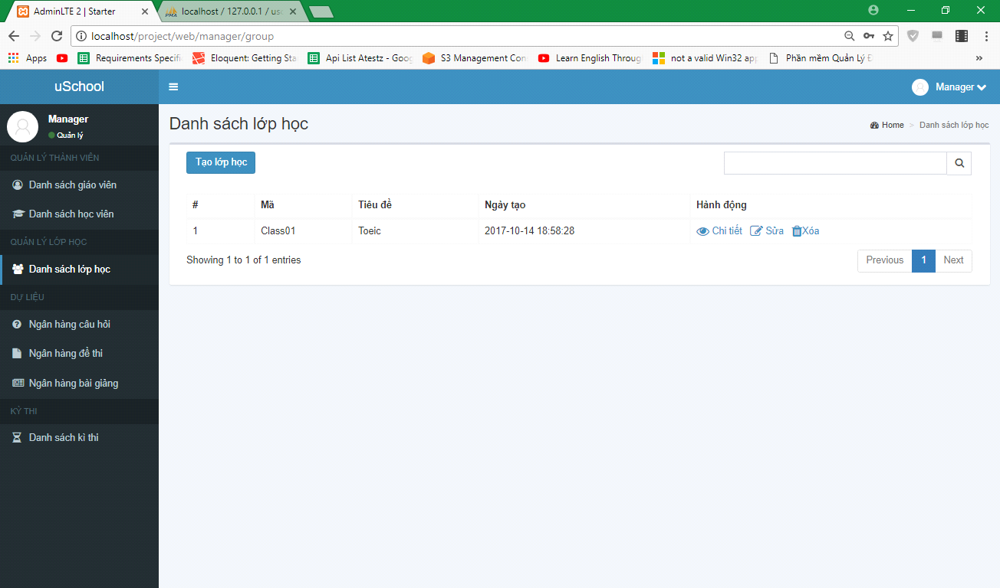 AdminLTE 2 | Starter
localhost / 127.0.0.1 / us
localhost/project/web/manager/group
Apps
Requirements Specifi
Eloquent: Getting Sta
Api List Atestz - Goog
S3 Management Con
Learn English Throug
not a valid Win32 app
Phần mềm Quản Lý Đ
uSchool
Manager
Manager
Quản lý
Danh sách lớp học
Home > Danh sách lớp học
QUẢN LÝ THÀNH VIÊN
Danh sách giáo viên
Danh sách học viên
QUẢN LÝ LỚP HỌC
Danh sách lớp học
DỰ LIỆU
Ngân hàng câu hỏi
Ngân hàng đề thi
Ngân hàng bài giảng
KỲ THI
Danh sách kì thi
Tạo lớp học
# Mã Tiêu đề Ngày tạo Hành động
1 Class01 Toeic 2017-10-14 18:58:28 Chi tiết Sửa Xóa
Showing 1 to 1 of 1 entries
Previous 1 Next